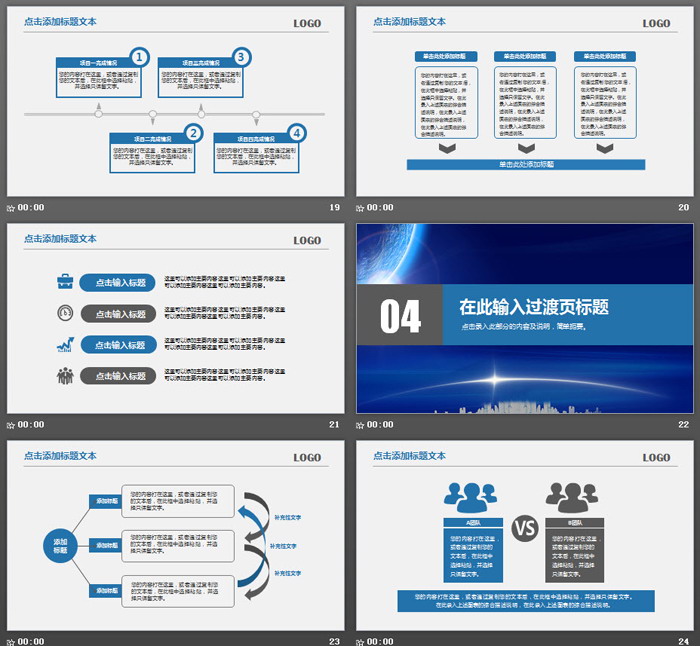 点击添加标题文本
LOGO
项目一完成情况
1
您的内容打在这里，或者通过复制
您的文本后，在此框中选择粘贴，
并选择只保留文字。
项目三完成情况
3
您的内容打在这里，或者通过复制
您的文本后，在此框中选择粘贴，
并选择只保留文字。
项目二完成情况
2
您的内容打在这里，或者通过复制
您的文本后，在此框中选择粘贴，
并选择只保留文字。
项目四完成情况
4
您的内容打在这里，或者通过复制
您的文本后，在此框中选择粘贴，
并选择只保留文字。
00:00
19
点击添加标题文本
LOGO
单击此处添加标题
单击此处添加标题
单击此处添加标题
您的内容打在这里，或
者通过复制您的文本后，
在此框中选择粘贴，并
选择只保留文字。在此
录入上述图表的综合描
述说明，在此录入上述
图表的综合描述说明，
在此录入上述图表的综
合描述说明。
您的内容打在这里，或
者通过复制您的文本后，
在此框中选择粘贴，并
选择只保留文字。在此
录入上述图表的综合描
述说明，在此录入上述
图表的综合描述说明，
在此录入上述图表的综
合描述说明。
您的内容打在这里，或
者通过复制您的文本后，
在此框中选择粘贴，并
选择只保留文字。在此
录入上述图表的综合描
述说明，在此录入上述
图表的综合描述说明，
在此录入上述图表的综
合描述说明。
单击此处添加标题
00:00
20
点击添加标题文本
LOGO
点击输入标题
这里可以添加主要内容这里可以添加主要内容这里
可以添加主要内容这里可以添加主要内容。
点击输入标题
这里可以添加主要内容这里可以添加主要内容这里
可以添加主要内容这里可以添加主要内容。
点击输入标题
这里可以添加主要内容这里可以添加主要内容这里
可以添加主要内容这里可以添加主要内容。
点击输入标题
这里可以添加主要内容这里可以添加主要内容这里
可以添加主要内容这里可以添加主要内容。
00:00
21
04
在此输入过渡页标题
点击录入此部分的内容及说明，简单扼要。
00:00
22
点击添加标题文本
LOGO
添加
标题
添加标题
您的内容打在这里，或者通过复制您
的文本后，在此框中选择粘贴，并选
择只保留文字。
添加标题
您的内容打在这里，或者通过复制您
的文本后，在此框中选择粘贴，并选
择只保留文字。
添加标题
您的内容打在这里，或者通过复制您
的文本后，在此框中选择粘贴，并选
择只保留文字。
补充性文字
补充性文字
补充性文字
00:00
23
点击添加标题文本
LOGO
A团队
您的内容打在这里，
或者通过复制您的
文本后，在此框中
选择粘贴，并选择
只保留文字。
VS
B团队
您的内容打在这里，
或者通过复制您的
文本后，在此框中
选择粘贴，并选择
只保留文字。
您的内容打在这里，或者通过复制您的文本后，在此框中选择粘贴，并选择只保留文字。
在此录入上述图表的综合描述说明，在此录入上述图表的综合描述说明。
00:00
24